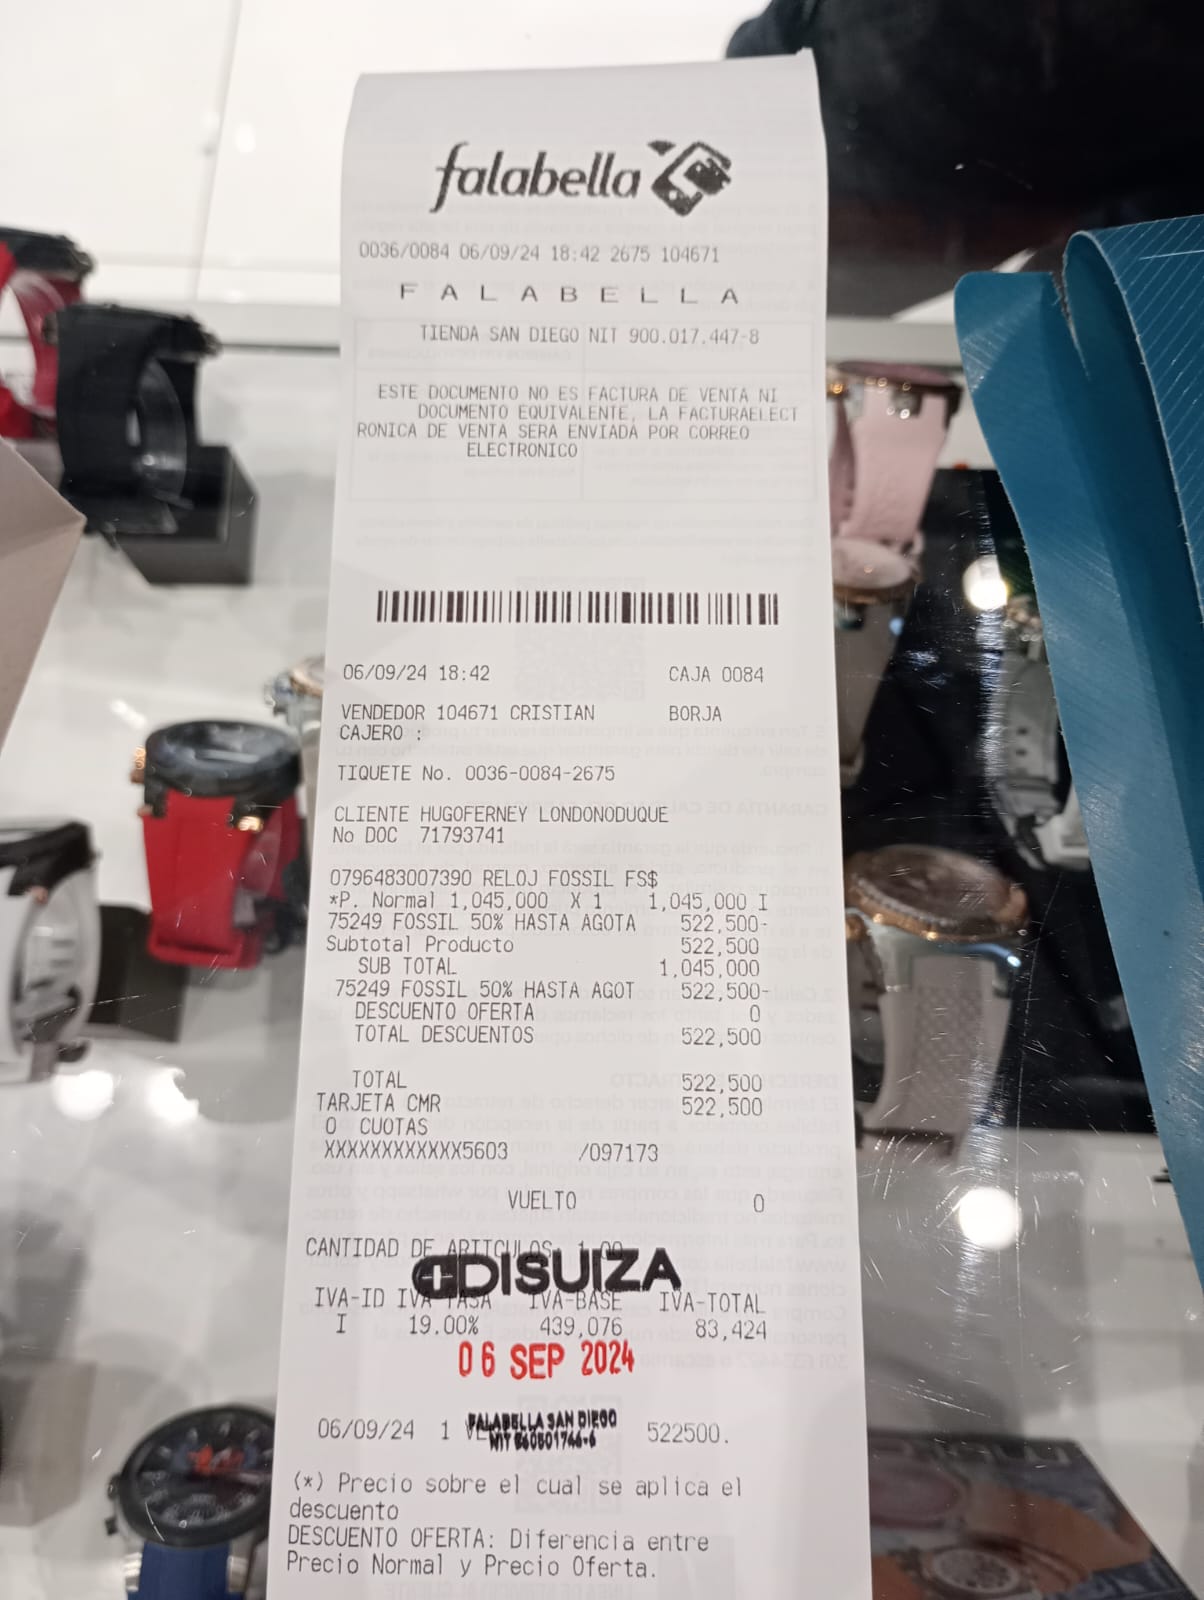 falabella
0036/0084 06/09/24 18:42 2675 104671
F A L A B E L L A
TIENDA SAN DIEGO NIT 900.017.447-8
ESTE DOCUMENTO NO ES FACTURA DE VENTA NI
DOCUMENTO EQUIVALENTE, LA FACTURAELECT
RONICA DE VENTA SERA ENVIADA POR CORREO
ELECTRONICO
06/09/24 18:42 CAJA 0084
VENDEDOR 104671 CRISTIAN BORJA
CAJERO :
TIQUETE No. 0036-0084-2675
CLIENTE HUGOFERNEY LONDONODUQUE
No DOC 71793741
0796483007390 RELOJ FOSSIL FS$
*P. Normal 1,045,000 X 1 1,045,000 I
75249 FOSSIL 50% HASTA AGOTA 522,500-
Subtotal Producto 522,500
SUB TOTAL 1,045,000
75249 FOSSIL 50% HASTA AGOT 522,500-
DESCUENTO OFERTA 0
TOTAL DESCUENTOS 522,500
TOTAL 522,500
TARJETA CMR 522,500
0 CUOTAS
XXXXXXXXXXXX5603 /097173
VUELTO 0
CANTIDAD DE ARTICULOS: 1.00
DISUIZA
IVA-ID IVA TASA IVA-BASE IVA-TOTAL
I 19.00% 439,076 83,424
06 SEP 2024
FALABELLA SAN DIEGO
06/09/24 1 522500.
(*) Precio sobre el cual se aplica el
descuento
DESCUENTO OFERTA: Diferencia entre
Precio Normal y Precio Oferta.